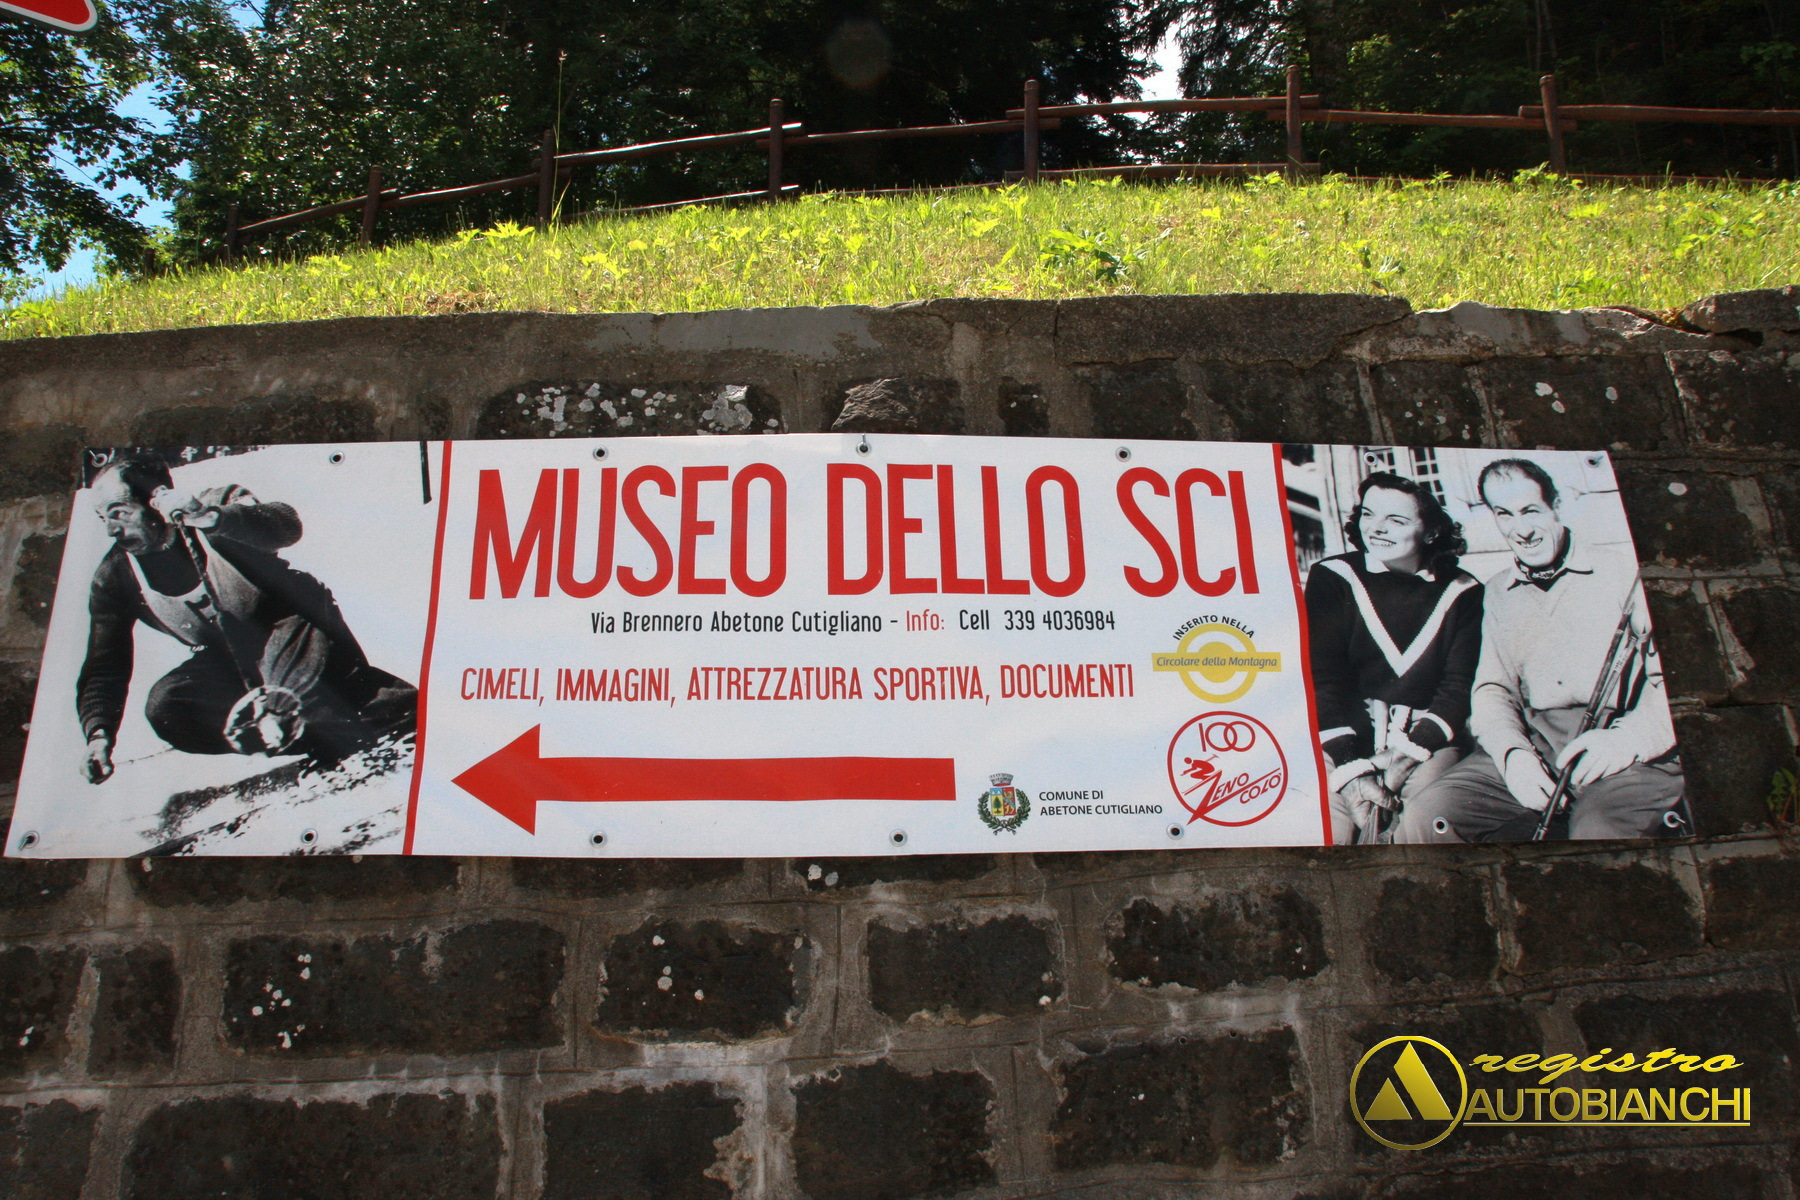 MUSEO DELLO SCI
Via Brennero Abetone Cutigliano - Info: Cell 339 4036984
CIMELI, IMMAGINI, ATTREZZATURA SPORTIVA, DOCUMENTI
INSERITO NELLA
Circolare della Montagna
100
ZENO
COLÒ
COMUNE DI
ABETONE CUTIGLIANO
registro
AUTOBIANCHI